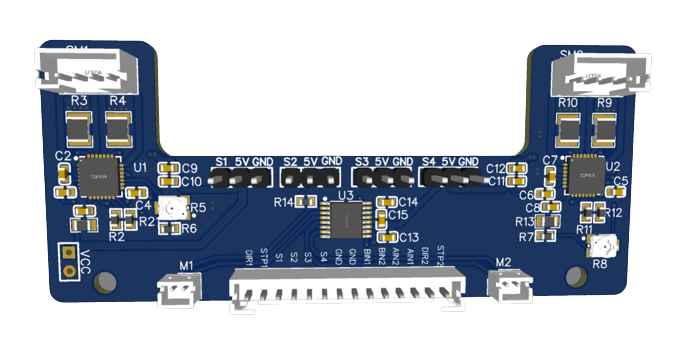 R3 R4
R10 R9
C2
U1
C9
C10
S1 5V GND
S2 5V GND
S3 5V GND
S4 5V GND
C12
C11
C7
U2
C5
C6
C4
R5
R14
U3
C14
C15
C13
C8
R13
R12
R2
R2
R6
R7
R11
R8
VCC
M1
M2
DIR1
STP1
S1
S2
S3
S4
GND
GND
BIN1
BIN2
AIN2
AIN1
DIR2
STP2